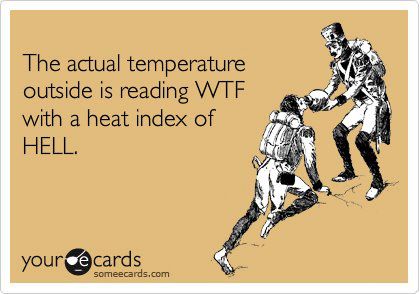 The actual temperature
outside is reading WTF
with a heat index of
HELL.
your e cards
someecards.com